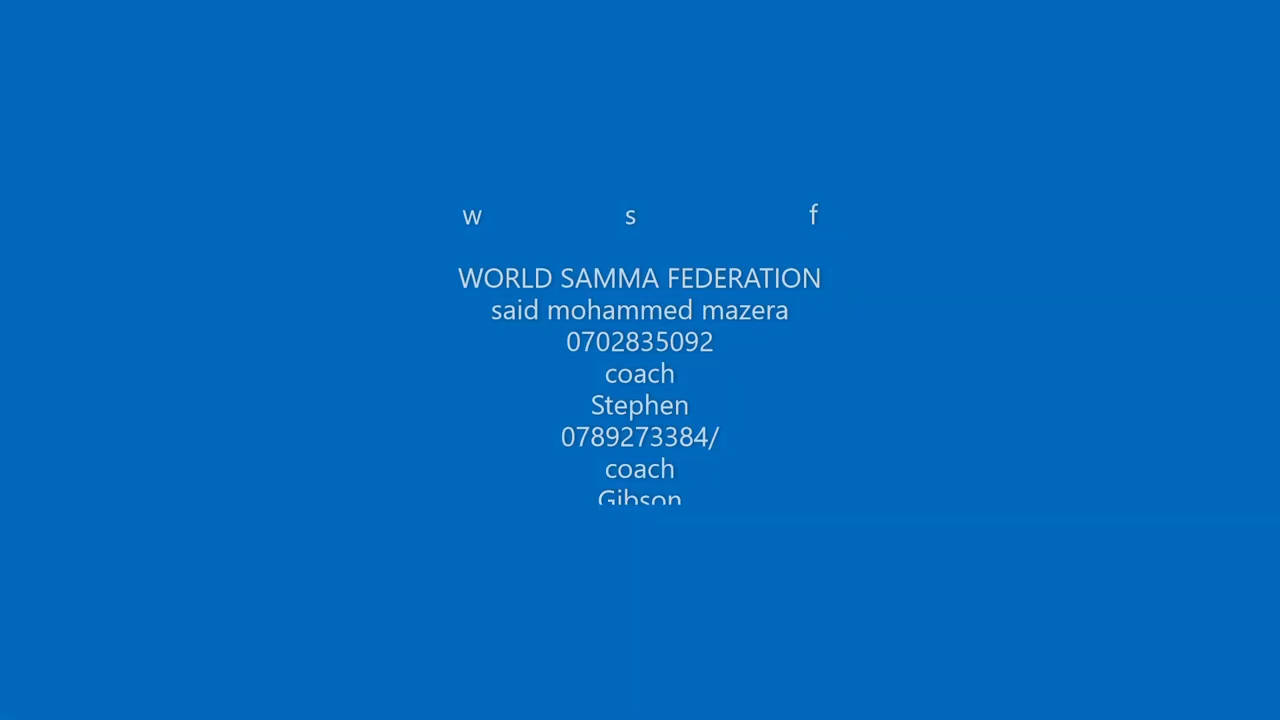 w s f
WORLD SAMMA FEDERATION
said mohammed mazera
0702835092
coach
Stephen
0789273384/
coach
Gibson